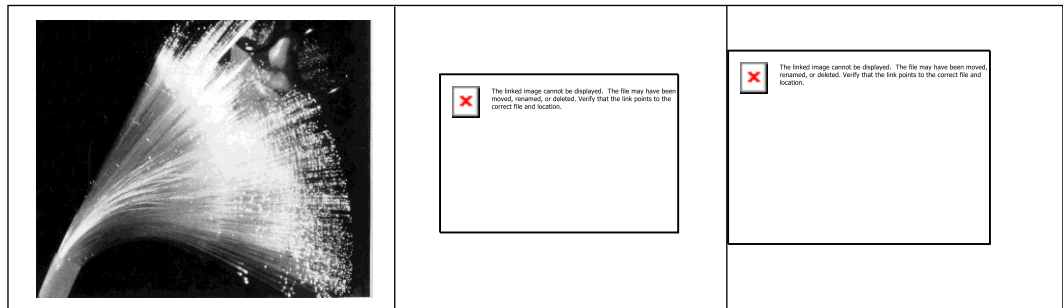 The linked image cannot be displayed.  The file may have been
moved, renamed, or deleted. Verify that the link points to the
correct file and location.
The linked image cannot be displayed.  The file may have been moved,
renamed, or deleted. Verify that the link points to the correct file and
location.